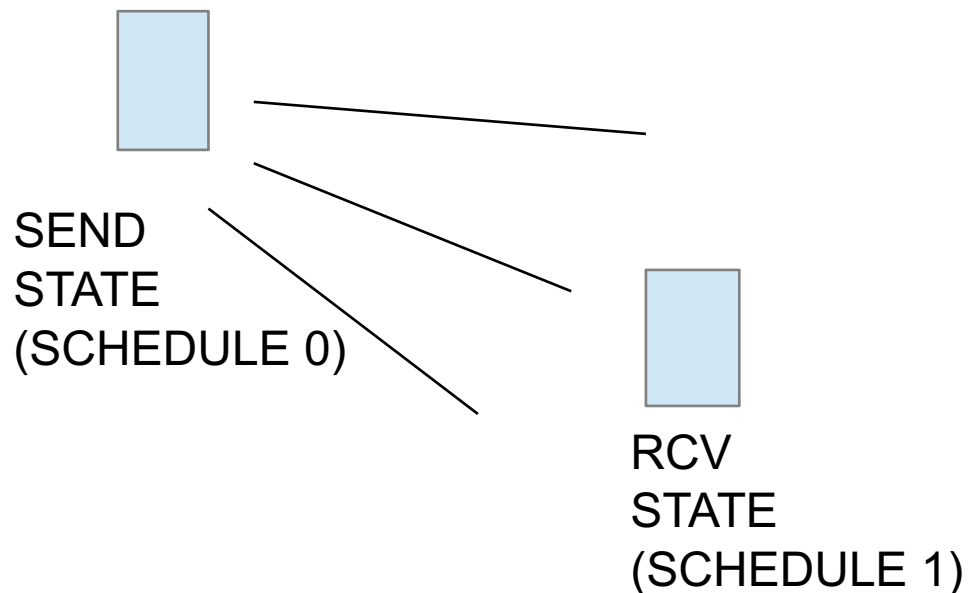 SEND
STATE
(SCHEDULE 0)
RCV
STATE
(SCHEDULE 1)